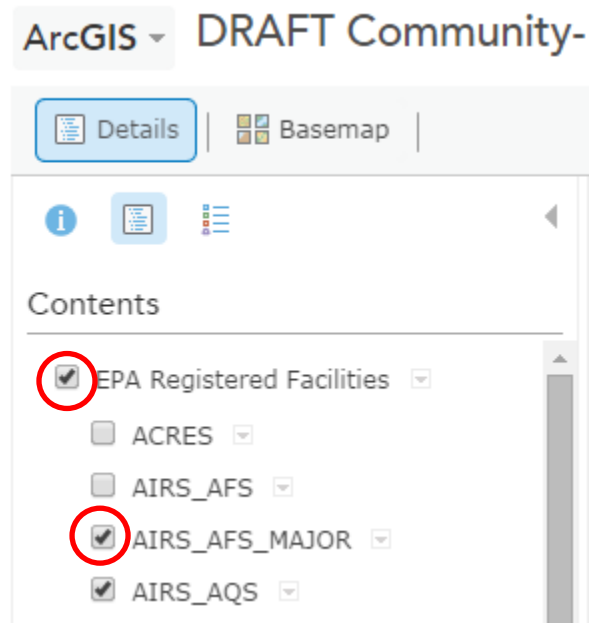 ArcGIS DRAFT Community-
Details Basemap
Contents
EPA Registered Facilities
ACRES
AIRS_AFS
AIRS_AFS_MAJOR
AIRS_AQS